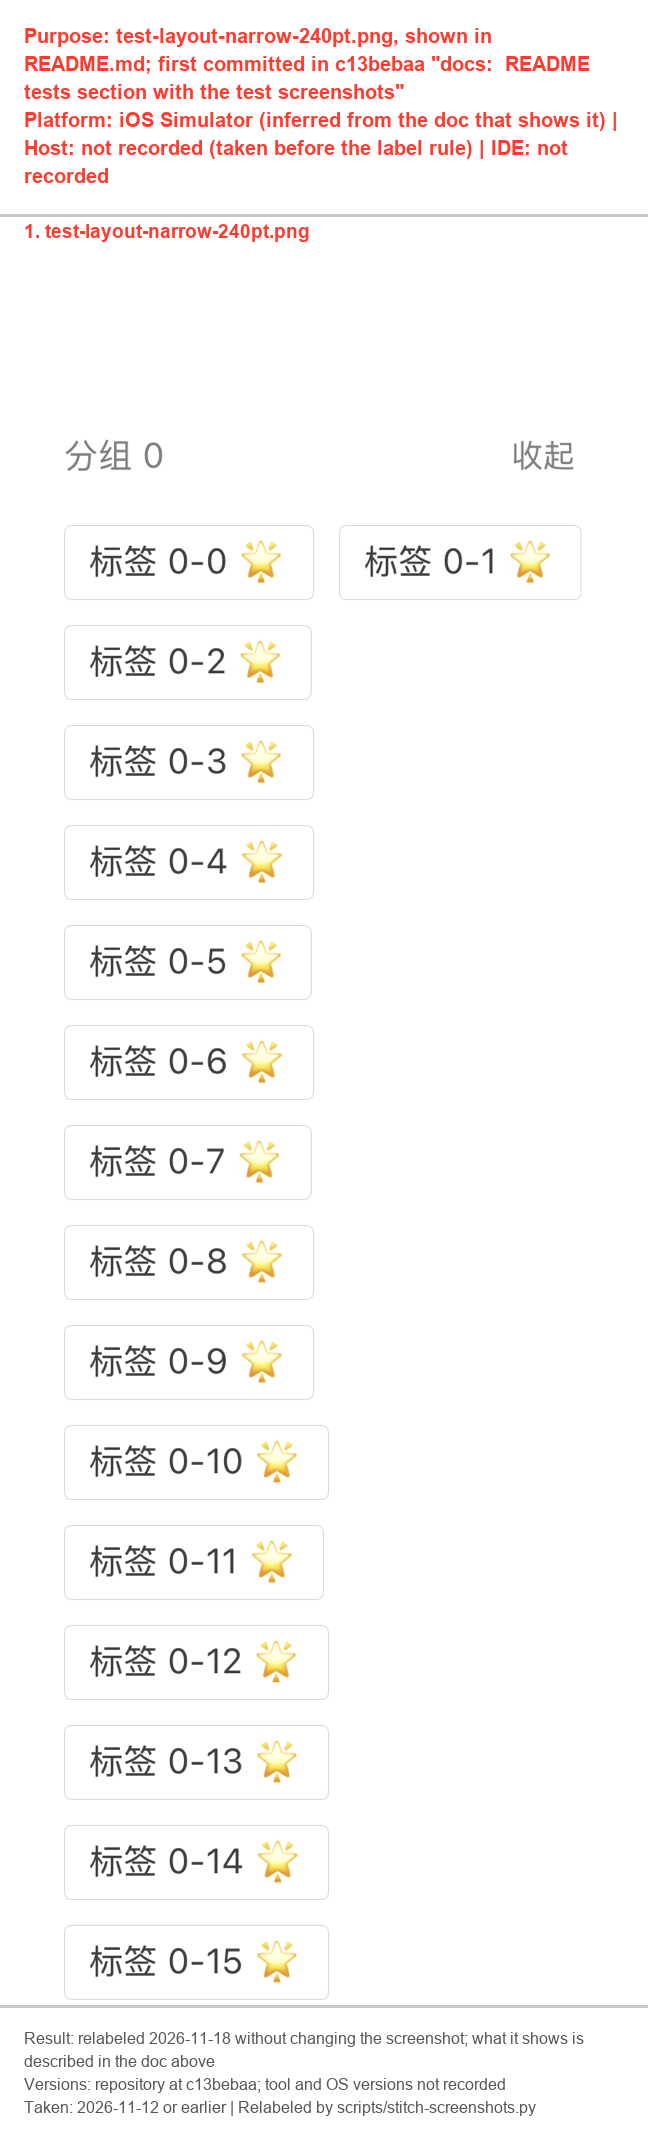 Purpose: test-layout-narrow-240pt.png, shown in
README.md; first committed in c13bebaa "docs:  README
tests section with the test screenshots"
Platform: iOS Simulator (inferred from the doc that shows it) |
Host: not recorded (taken before the label rule) | IDE: not
recorded
1. test-layout-narrow-240pt.png
分组 0 收起
标签 0-0 🌟 标签 0-1 🌟
标签 0-2 🌟
标签 0-3 🌟
标签 0-4 🌟
标签 0-5 🌟
标签 0-6 🌟
标签 0-7 🌟
标签 0-8 🌟
标签 0-9 🌟
标签 0-10 🌟
标签 0-11 🌟
标签 0-12 🌟
标签 0-13 🌟
标签 0-14 🌟
标签 0-15 🌟
Result: relabeled 2026-11-18 without changing the screenshot; what it shows is
described in the doc above
Versions: repository at c13bebaa; tool and OS versions not recorded
Taken: 2026-11-12 or earlier | Relabeled by scripts/stitch-screenshots.py